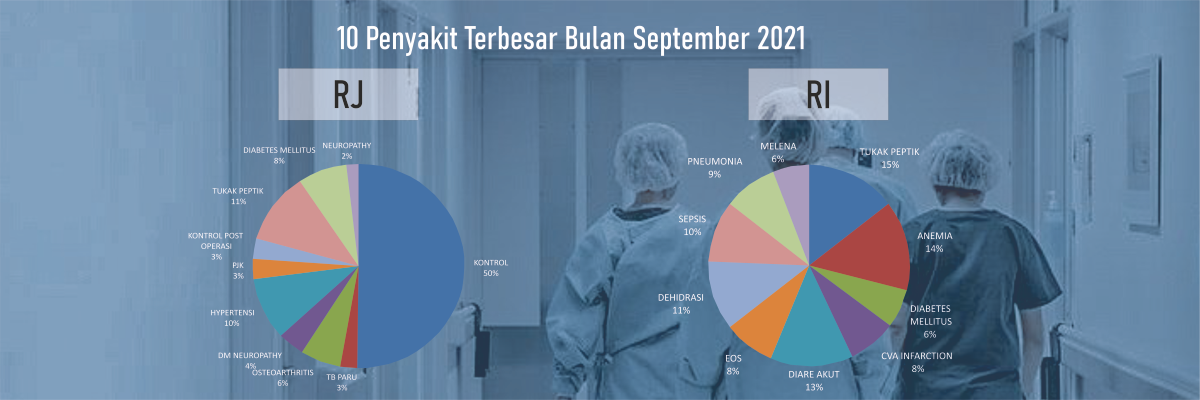 10 Penyakit Terbesar Bulan September 2021
RJ
NEUROPATHY
2%
DIABETES MELLITUS
8%
TUKAK PEPTIK
11%
KONTROL POST
OPERASI
3%
PJK
3%
HYPERTENSI
10%
DM NEUROPATHY
4%
OSTEOARTHRITIS
6%
TB PARU
3%
KONTROL
50%
RI
MELENA
6%
TUKAK PEPTIK
15%
PNEUMONIA
9%
SEPSIS
10%
ANEMIA
14%
DEHIDRASI
11%
DIABETES
MELLITUS
6%
EOS
8%
CVA INFARCTION
8%
DIARE AKUT
13%